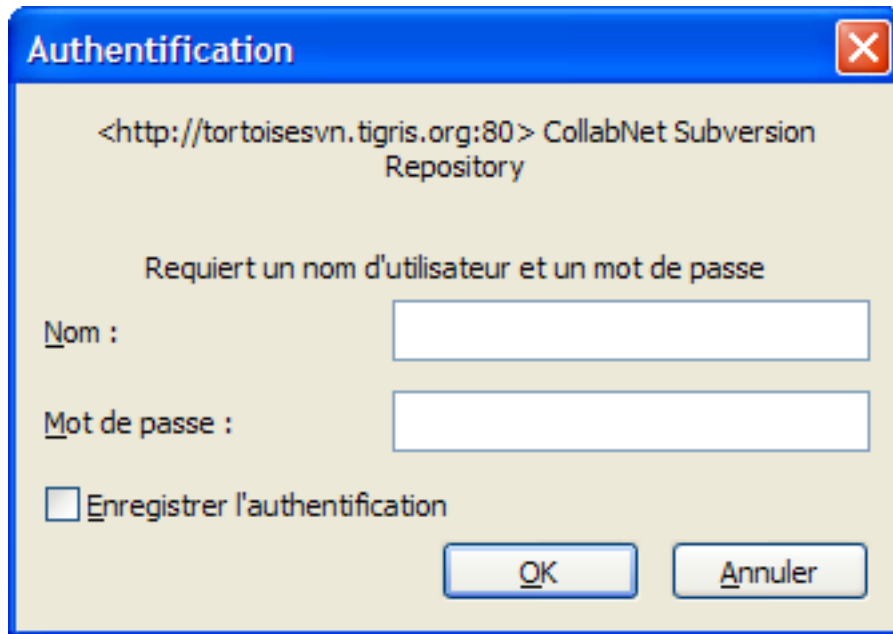 Authentification
<http://tortoisesvn.tigris.org:80> CollabNet Subversion
Repository
Requiert un nom d'utilisateur et un mot de passe
Nom :
Mot de passe :
Enregistrer l'authentification
OK
Annuler